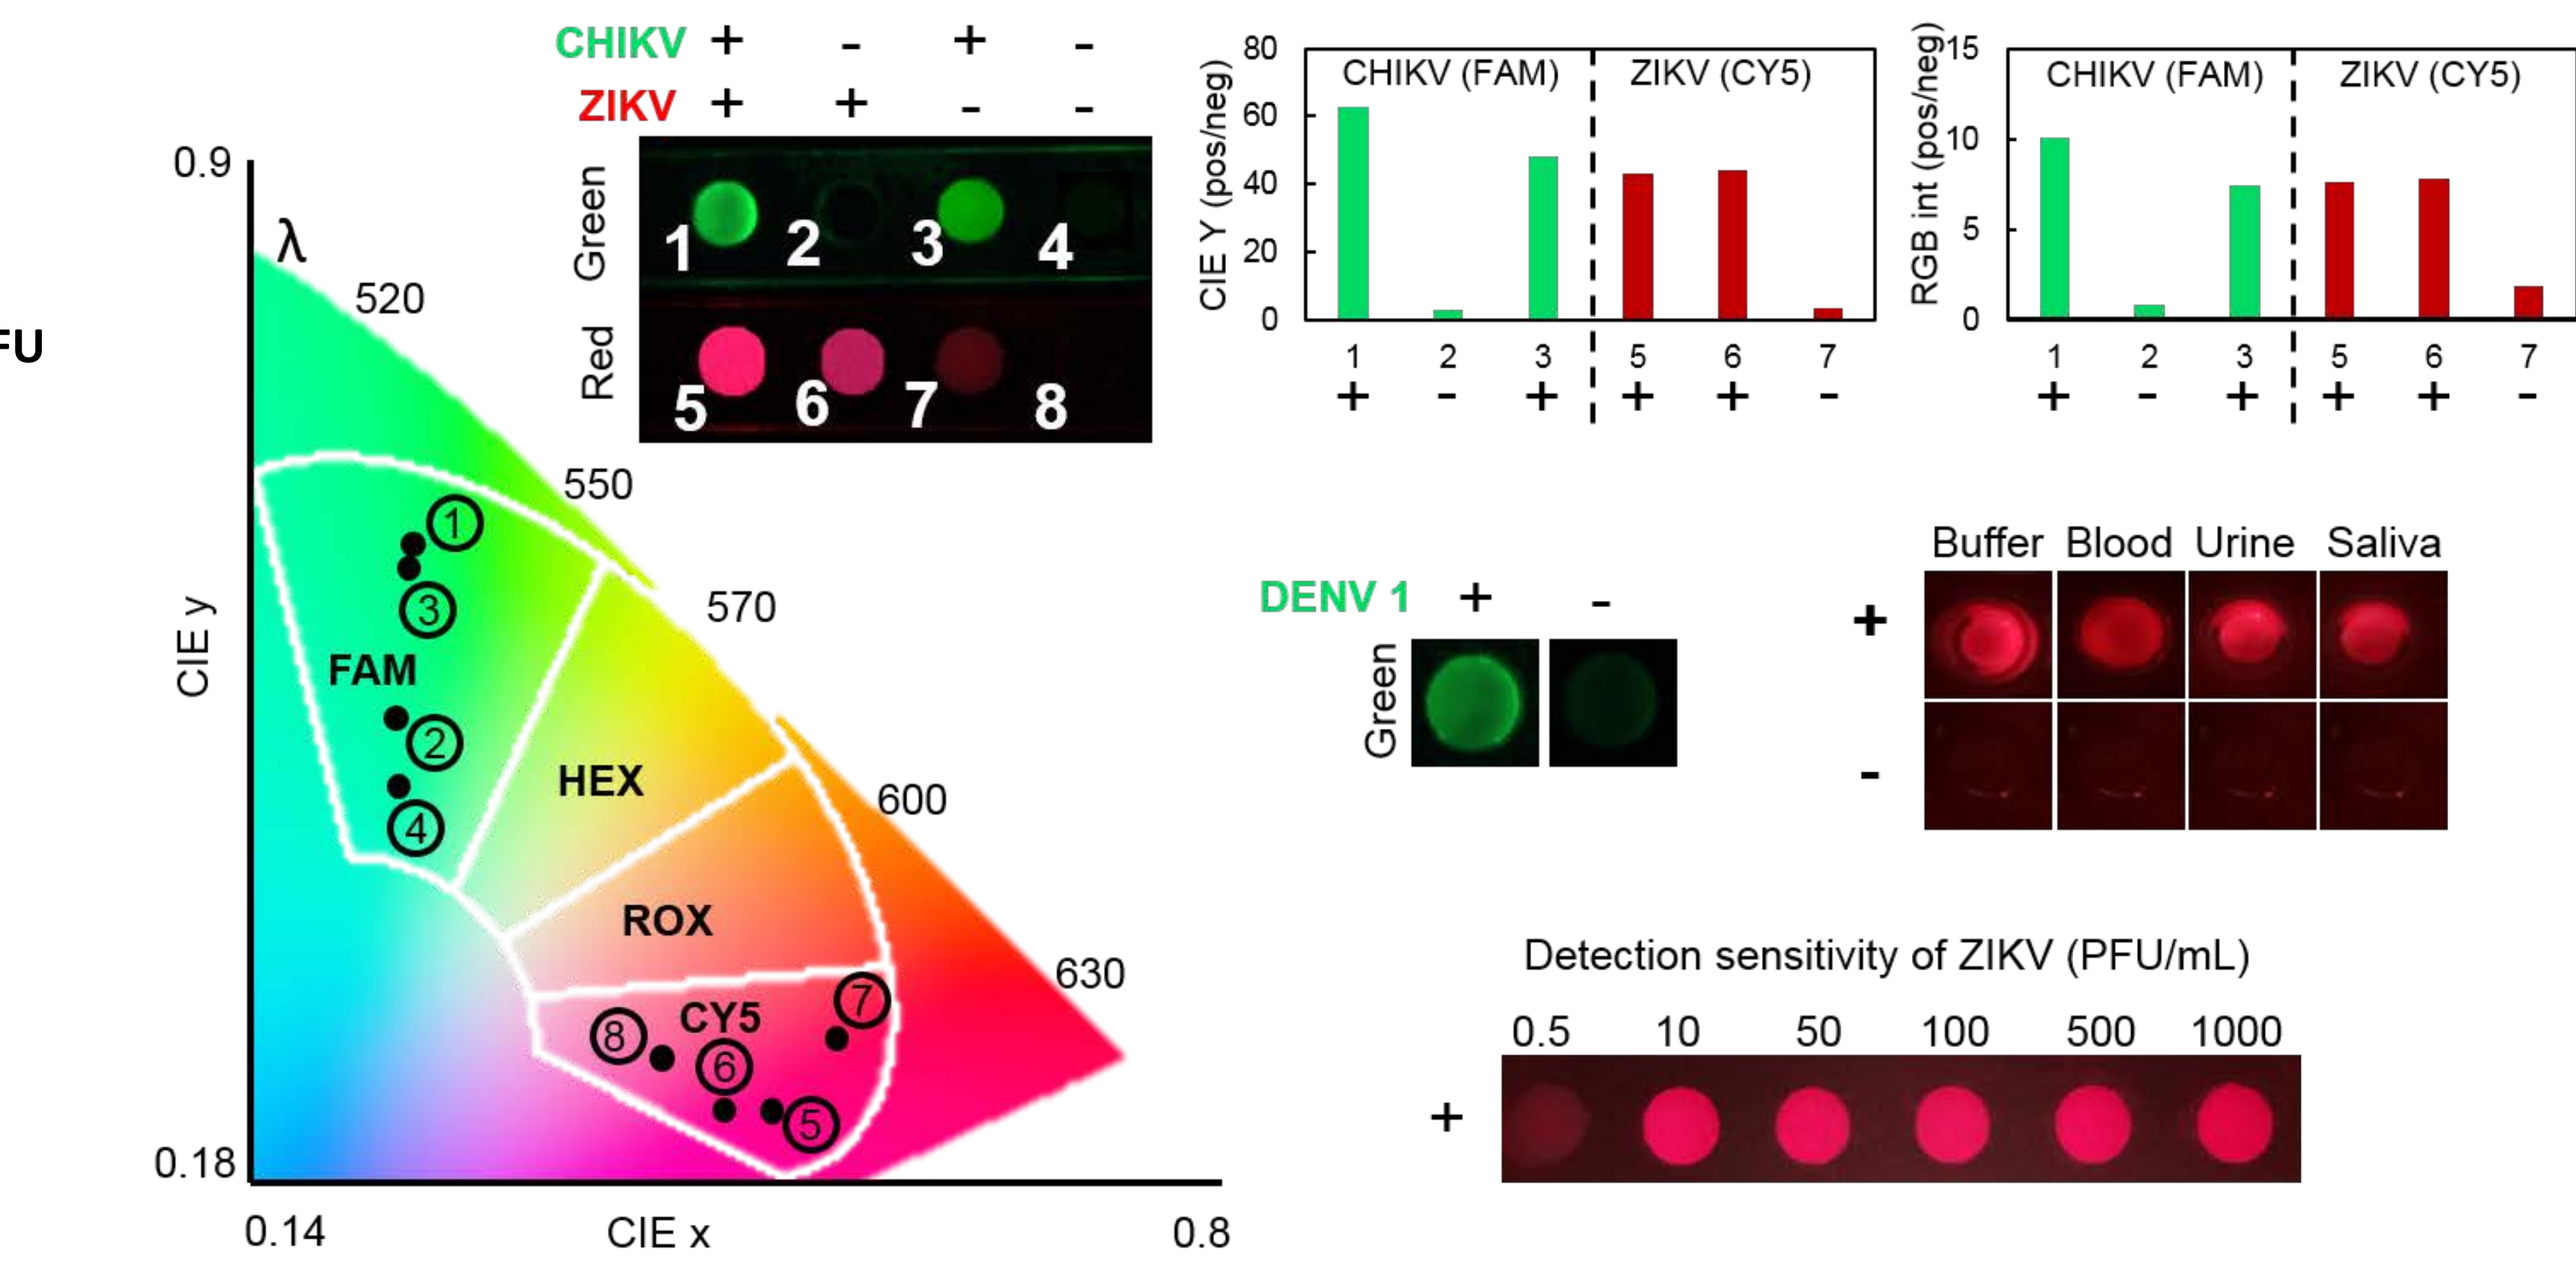 CHIKV + - + -
ZIKV + + - -
Green
1 2 3 4
Red
5 6 7 8
FU
0.9
λ
520
550
570
600
630
CIE y
1
3
FAM
2
4
HEX
ROX
CY5
7
8
6
5
0.18
0.14 CIE x 0.8
CIE Y (pos/neg)
80
60
40
20
0
CHIKV (FAM) ZIKV (CY5)
1 2 3 5 6 7
+ - + + + -
RGB int (pos/neg)
15
10
5
0
CHIKV (FAM) ZIKV (CY5)
1 2 3 5 6 7
+ - + + + -
DENV 1 + -
Green
Buffer Blood Urine Saliva
+
-
Detection sensitivity of ZIKV (PFU/mL)
0.5 10 50 100 500 1000
+